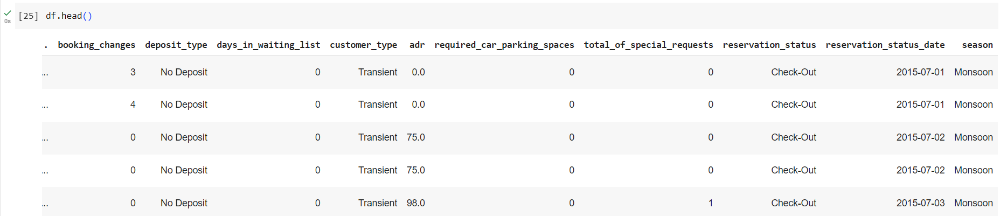 [25] df.head()
0s
. booking_changes deposit_type days_in_waiting_list customer_type adr required_car_parking_spaces total_of_special_requests reservation_status reservation_status_date season
... 3 No Deposit 0 Transient 0.0 0 0 Check-Out 2015-07-01 Monsoon
... 4 No Deposit 0 Transient 0.0 0 0 Check-Out 2015-07-01 Monsoon
... 0 No Deposit 0 Transient 75.0 0 0 Check-Out 2015-07-02 Monsoon
... 0 No Deposit 0 Transient 75.0 0 0 Check-Out 2015-07-02 Monsoon
... 0 No Deposit 0 Transient 98.0 0 1 Check-Out 2015-07-03 Monsoon